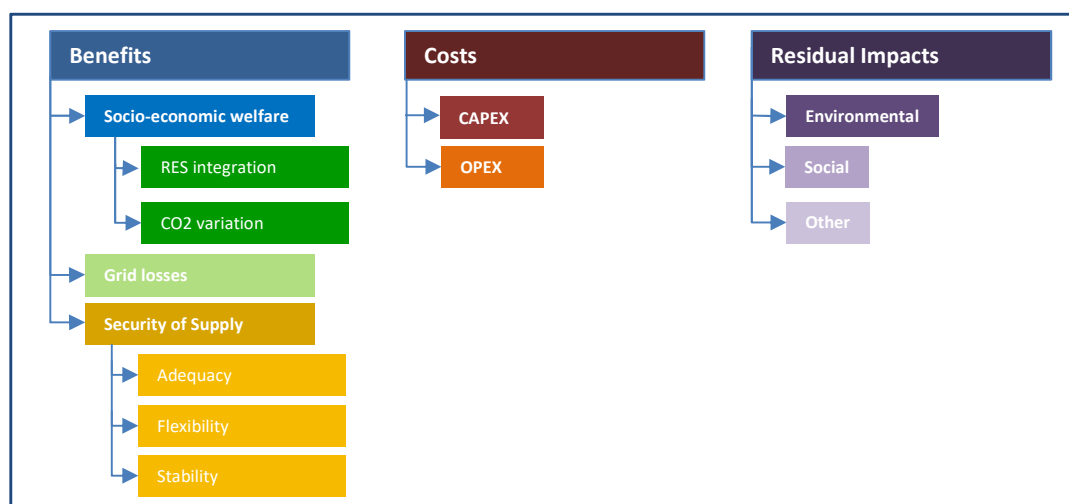 Benefits
Socio-economic welfare
RES integration
CO2 variation
Grid losses
Security of Supply
Adequacy
Flexibility
Stability
Costs
CAPEX
OPEX
Residual Impacts
Environmental
Social
Other